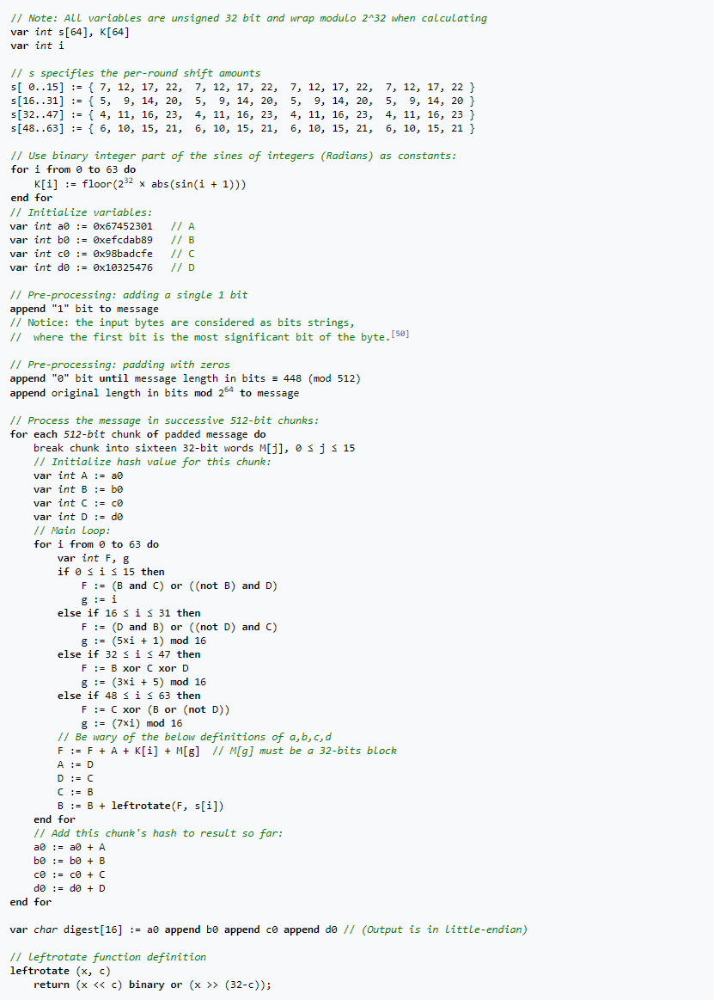 // Note: All variables are unsigned 32 bit and wrap modulo 2^32 when calculating
var int s[64], K[64]
var int i

// s specifies the per-round shift amounts
s[ 0..15] := { 7, 12, 17, 22,  7, 12, 17, 22,  7, 12, 17, 22,  7, 12, 17, 22 }
s[16..31] := { 5,  9, 14, 20,  5,  9, 14, 20,  5,  9, 14, 20,  5,  9, 14, 20 }
s[32..47] := { 4, 11, 16, 23,  4, 11, 16, 23,  4, 11, 16, 23,  4, 11, 16, 23 }
s[48..63] := { 6, 10, 15, 21,  6, 10, 15, 21,  6, 10, 15, 21,  6, 10, 15, 21 }

// Use binary integer part of the sines of integers (Radians) as constants:
for i from 0 to 63 do
    K[i] := floor(2³² × abs(sin(i + 1)))
end for
// Initialize variables:
var int a0 := 0x67452301   // A
var int b0 := 0xefcdab89   // B
var int c0 := 0x98badcfe   // C
var int d0 := 0x10325476   // D

// Pre-processing: adding a single 1 bit
append "1" bit to message
// Notice: the input bytes are considered as bits strings,
//  where the first bit is the most significant bit of the byte.[50]

// Pre-processing: padding with zeros
append "0" bit until message length in bits ≡ 448 (mod 512)
append original length in bits mod 2⁶⁴ to message

// Process the message in successive 512-bit chunks:
for each 512-bit chunk of padded message do
    break chunk into sixteen 32-bit words M[j], 0 ≤ j ≤ 15
    // Initialize hash value for this chunk:
    var int A := a0
    var int B := b0
    var int C := c0
    var int D := d0
    // Main loop:
    for i from 0 to 63 do
        var int F, g
        if 0 ≤ i ≤ 15 then
            F := (B and C) or ((not B) and D)
            g := i
        else if 16 ≤ i ≤ 31 then
            F := (D and B) or ((not D) and C)
            g := (5×i + 1) mod 16
        else if 32 ≤ i ≤ 47 then
            F := B xor C xor D
            g := (3×i + 5) mod 16
        else if 48 ≤ i ≤ 63 then
            F := C xor (B or (not D))
            g := (7×i) mod 16
        // Be wary of the below definitions of a,b,c,d
        F := F + A + K[i] + M[g]  // M[g] must be a 32-bits block
        A := D
        D := C
        C := B
        B := B + leftrotate(F, s[i])
    end for
    // Add this chunk's hash to result so far:
    a0 := a0 + A
    b0 := b0 + B
    c0 := c0 + C
    d0 := d0 + D
end for

var char digest[16] := a0 append b0 append c0 append d0 // (Output is in little-endian)

// leftrotate function definition
leftrotate (x, c)
    return (x << c) binary or (x >> (32-c));